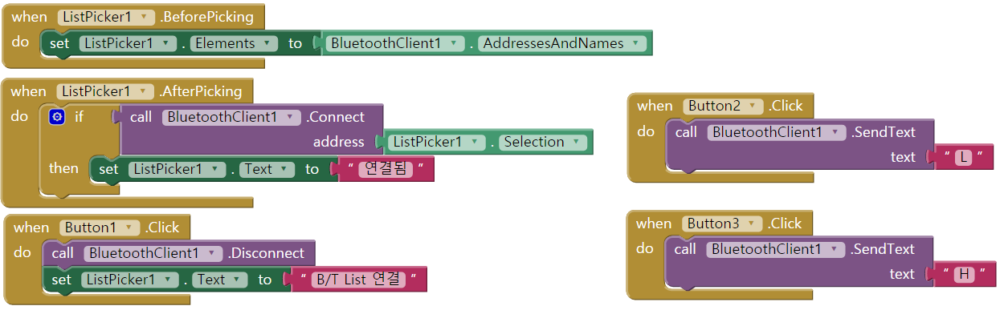 when ListPicker1 .BeforePicking
do set ListPicker1 . Elements to BluetoothClient1 . AddressesAndNames
when ListPicker1 .AfterPicking
do if call BluetoothClient1 .Connect
address ListPicker1 . Selection
then set ListPicker1 . Text to " 연결됨 "
when Button1 .Click
do call BluetoothClient1 .Disconnect
set ListPicker1 . Text to " B/T List 연결 "
when Button2 .Click
do call BluetoothClient1 .SendText
text " L "
when Button3 .Click
do call BluetoothClient1 .SendText
text " H "